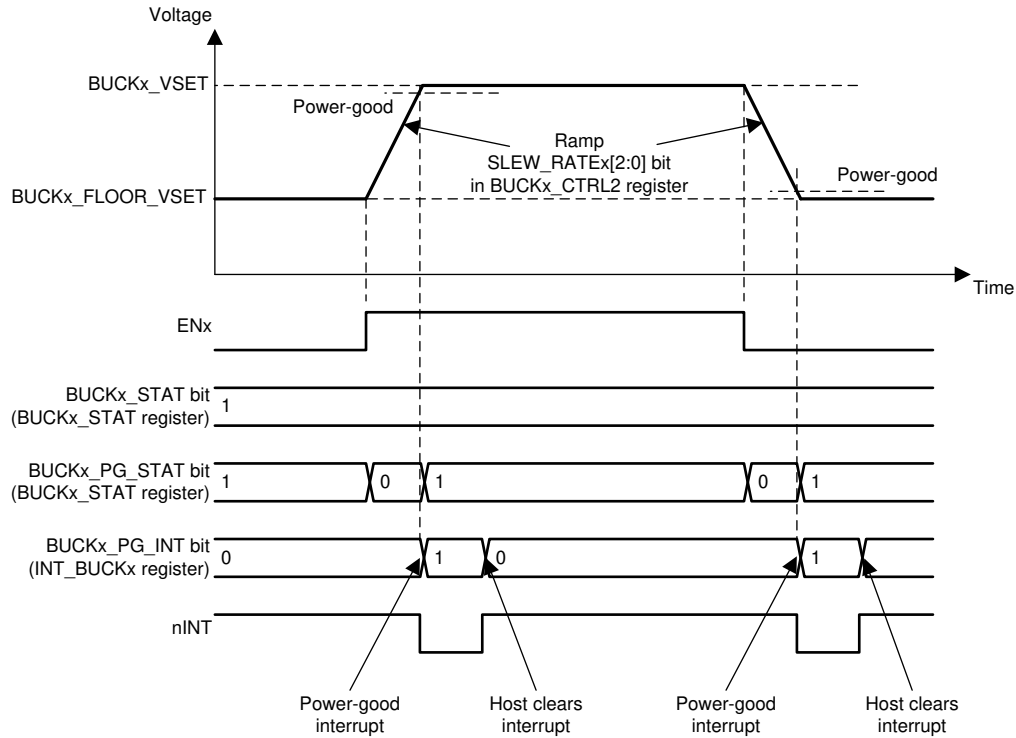 Voltage
BUCKx_VSET
Power-good
Ramp
SLEW_RATEx[2:0] bit
in BUCKx_CTRL2 register
Power-good
BUCKx_FLOOR_VSET
Time
ENx
BUCKx_STAT bit
(BUCKx_STAT register)
1
BUCKx_PG_STAT bit
(BUCKx_STAT register)
1 0 1 0 1
BUCKx_PG_INT bit
(INT_BUCKx register)
0 1 0 1
nINT
Power-good
interrupt
Host clears
interrupt
Power-good
interrupt
Host clears
interrupt